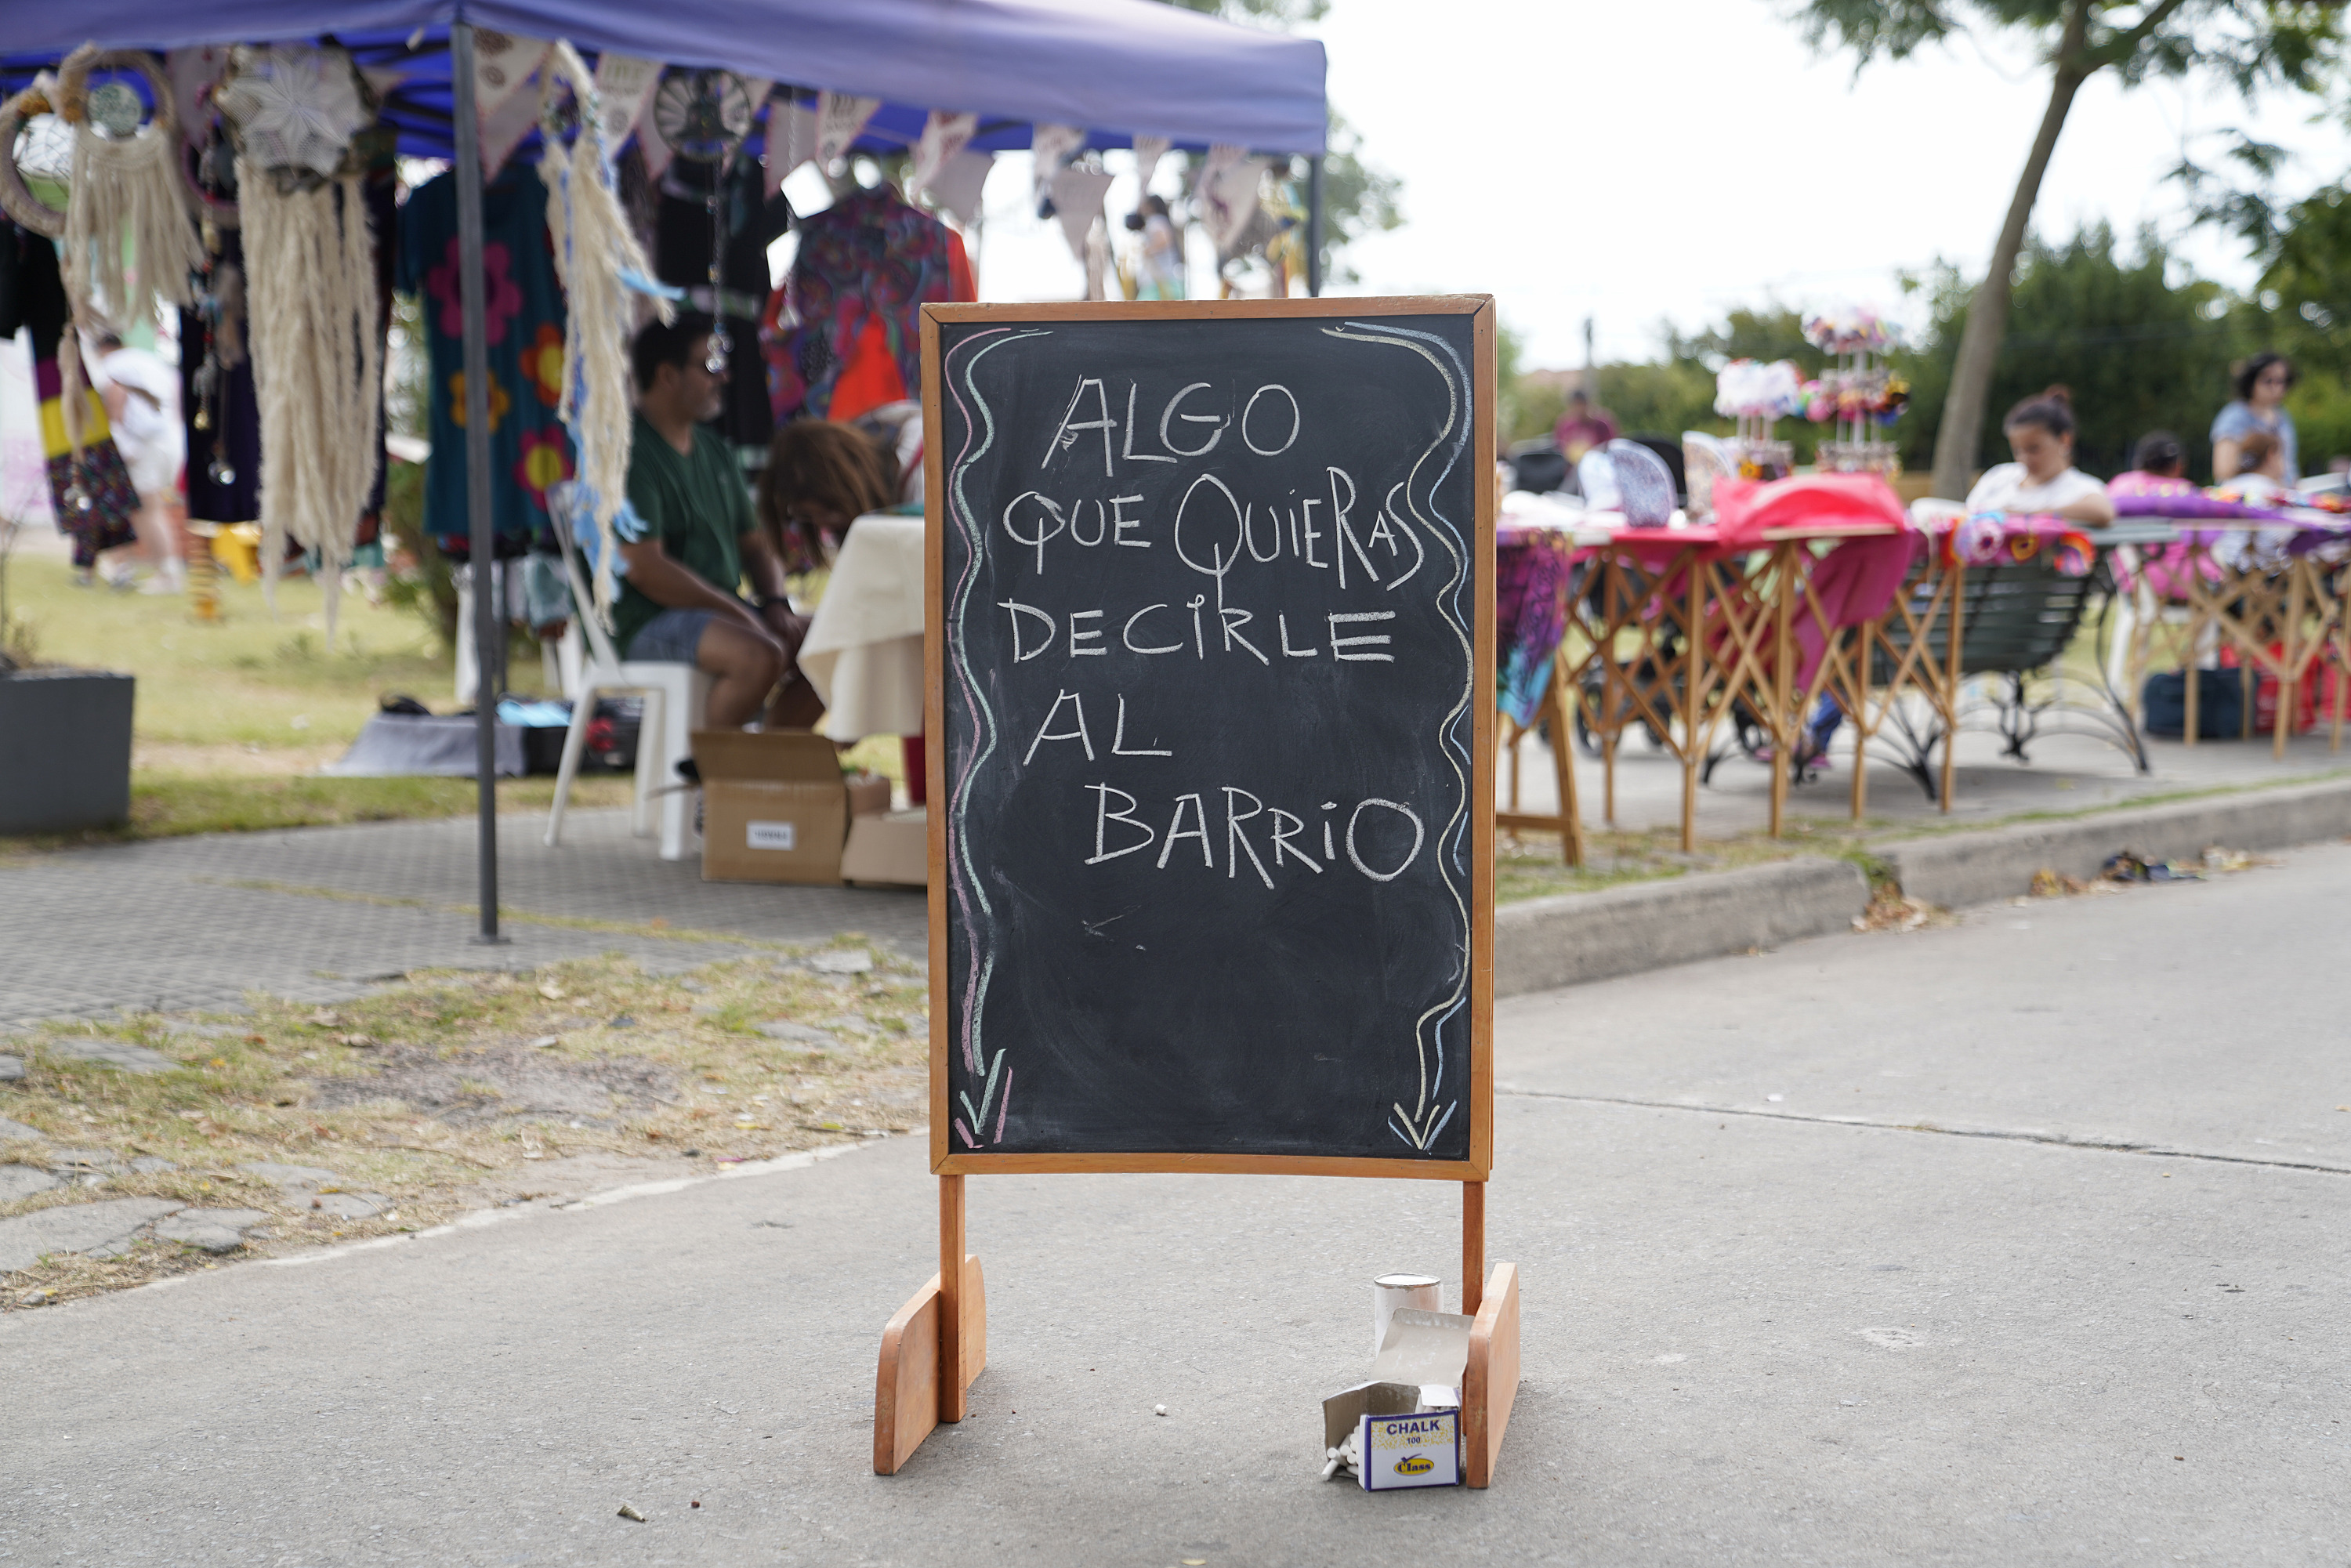 ALGO
QUE QUIERAS
DECIRLE
AL
BARRIO
CHALK
100
Class